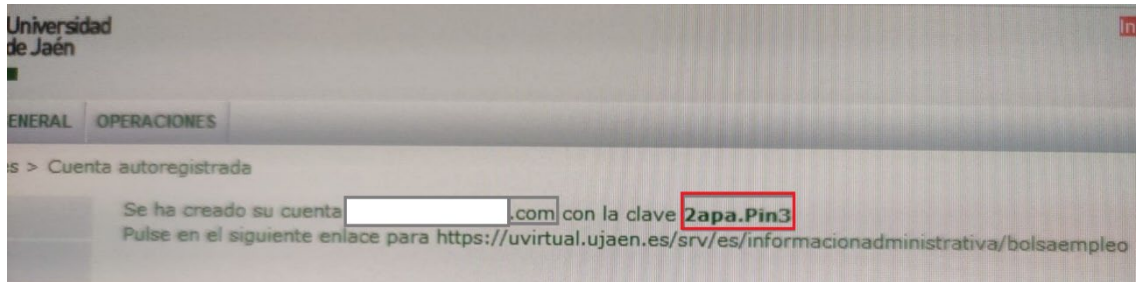 Universidad
de Jaén
In
ENERAL OPERACIONES
s > Cuenta autoregistrada
Se ha creado su cuenta .com con la clave 2apa.Pin3
Pulse en el siguiente enlace para https://uvirtual.ujaen.es/srv/es/informacionadministrativa/bolsaempleo